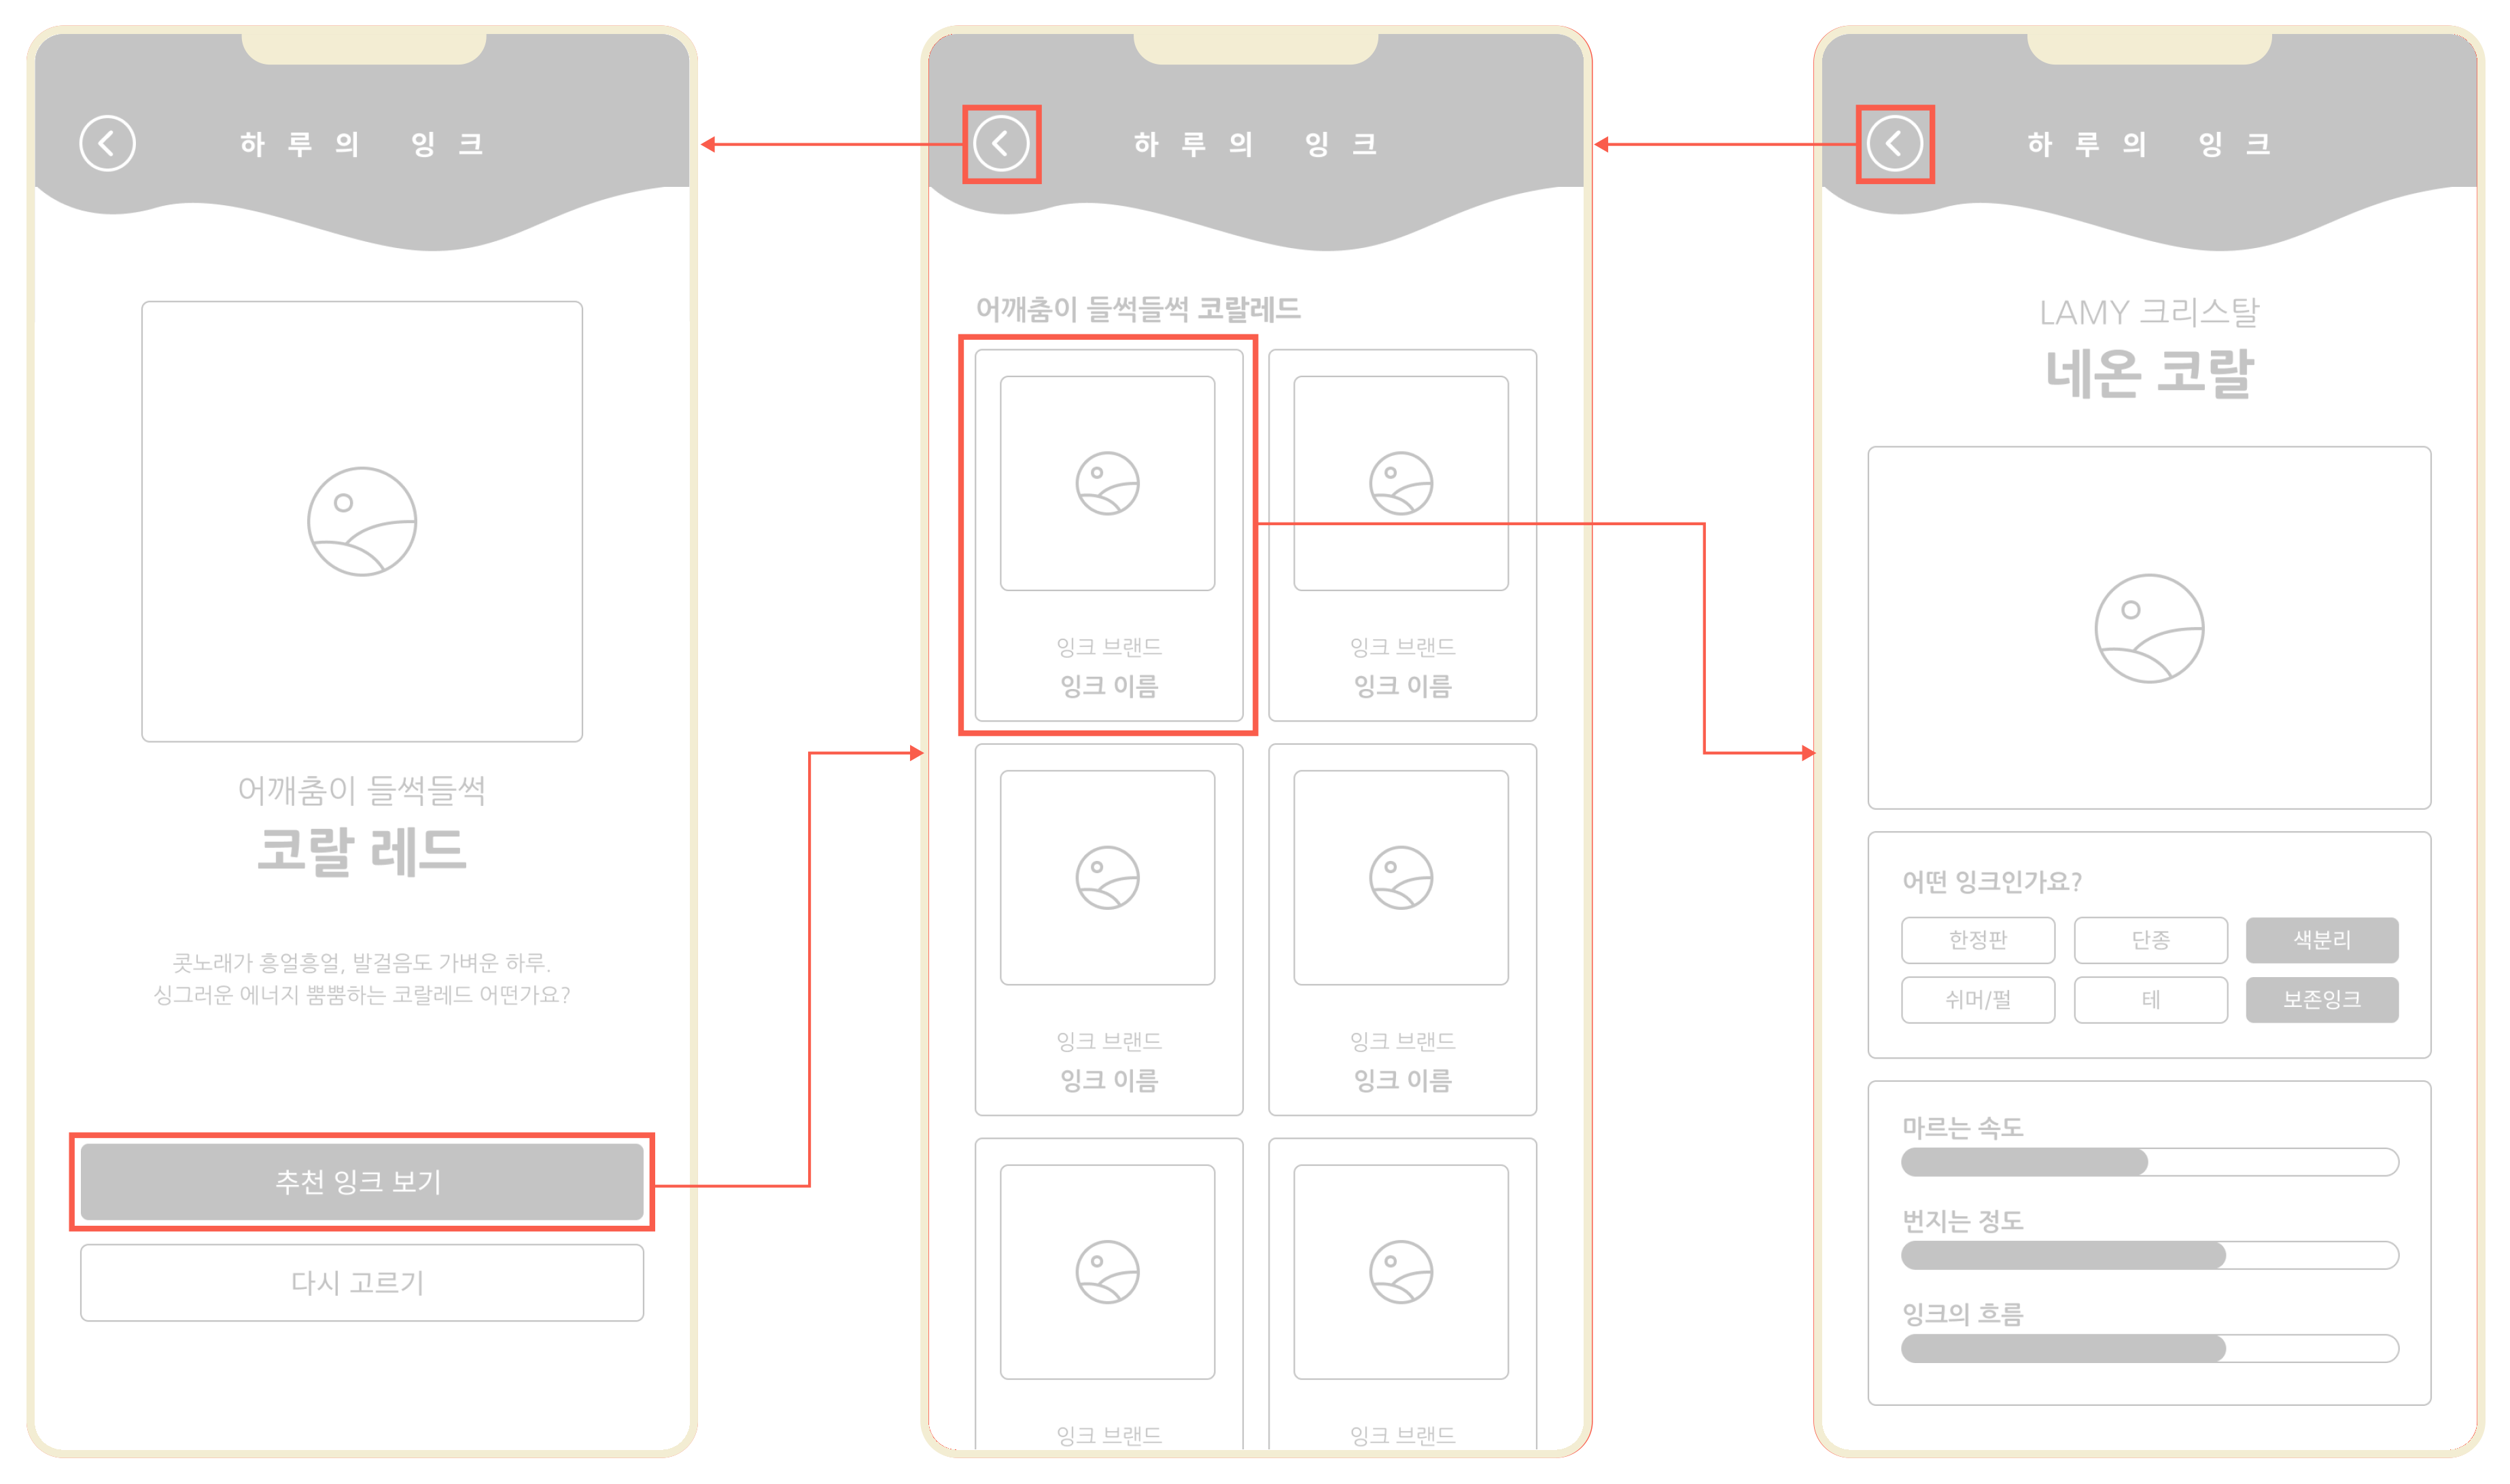 하루의 잉크
어깨춤이 들썩들썩
코랄 레드
콧노래가 흥얼흥얼, 발걸음도 가벼운 하루.
싱그러운 에너지 뿜뿜하는 코랄레드 어떤가요?
추천 잉크 보기
다시 고르기
하루의 잉크
어깨춤이 들썩들썩 코랄레드
잉크 브랜드
잉크 이름
잉크 브랜드
잉크 이름
잉크 브랜드
잉크 이름
잉크 브랜드
잉크 이름
잉크 브랜드
잉크 브랜드
하루의 잉크
LAMY 크리스탈
네온 코랄
어떤 잉크인가요?
한정판
단종
색분리
쉬머/펄
테
보존잉크
마르는 속도
번지는 정도
잉크의 흐름